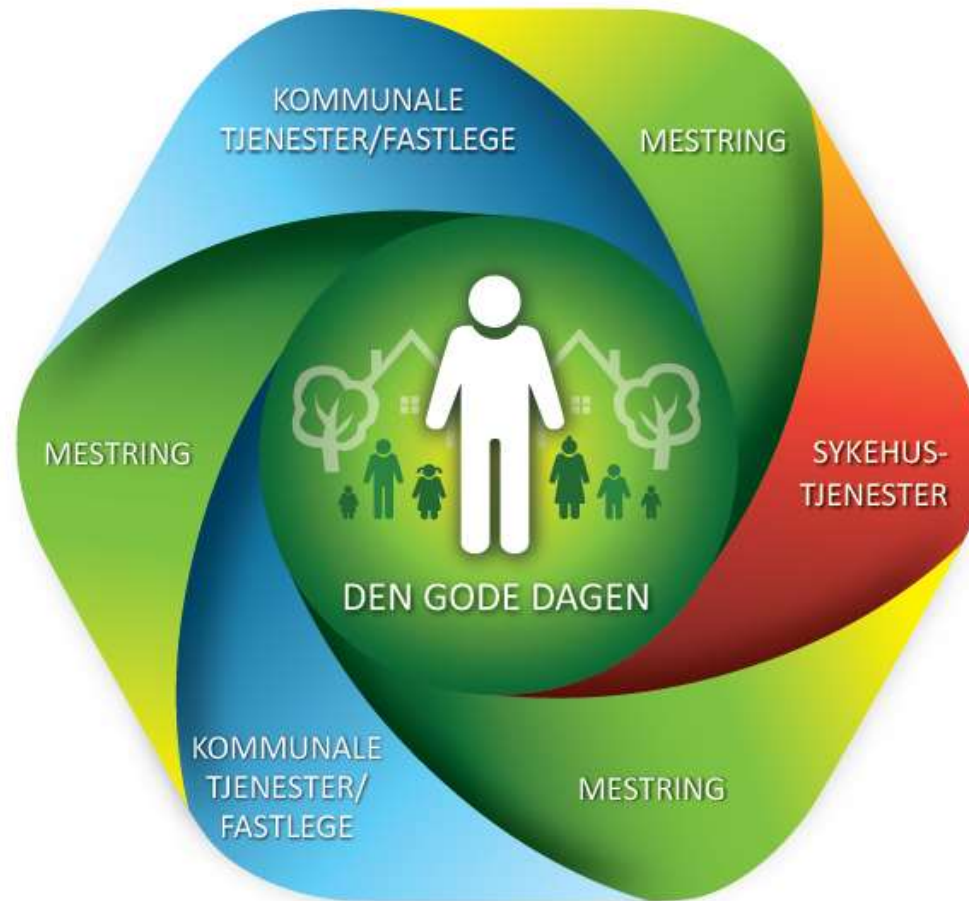 KOMMUNALE
TJENESTER/FASTLEGE
MESTRING
MESTRING
SYKEHUS-
TJENESTER
DEN GODE DAGEN
KOMMUNALE
TJENESTER/
FASTLEGE
MESTRING